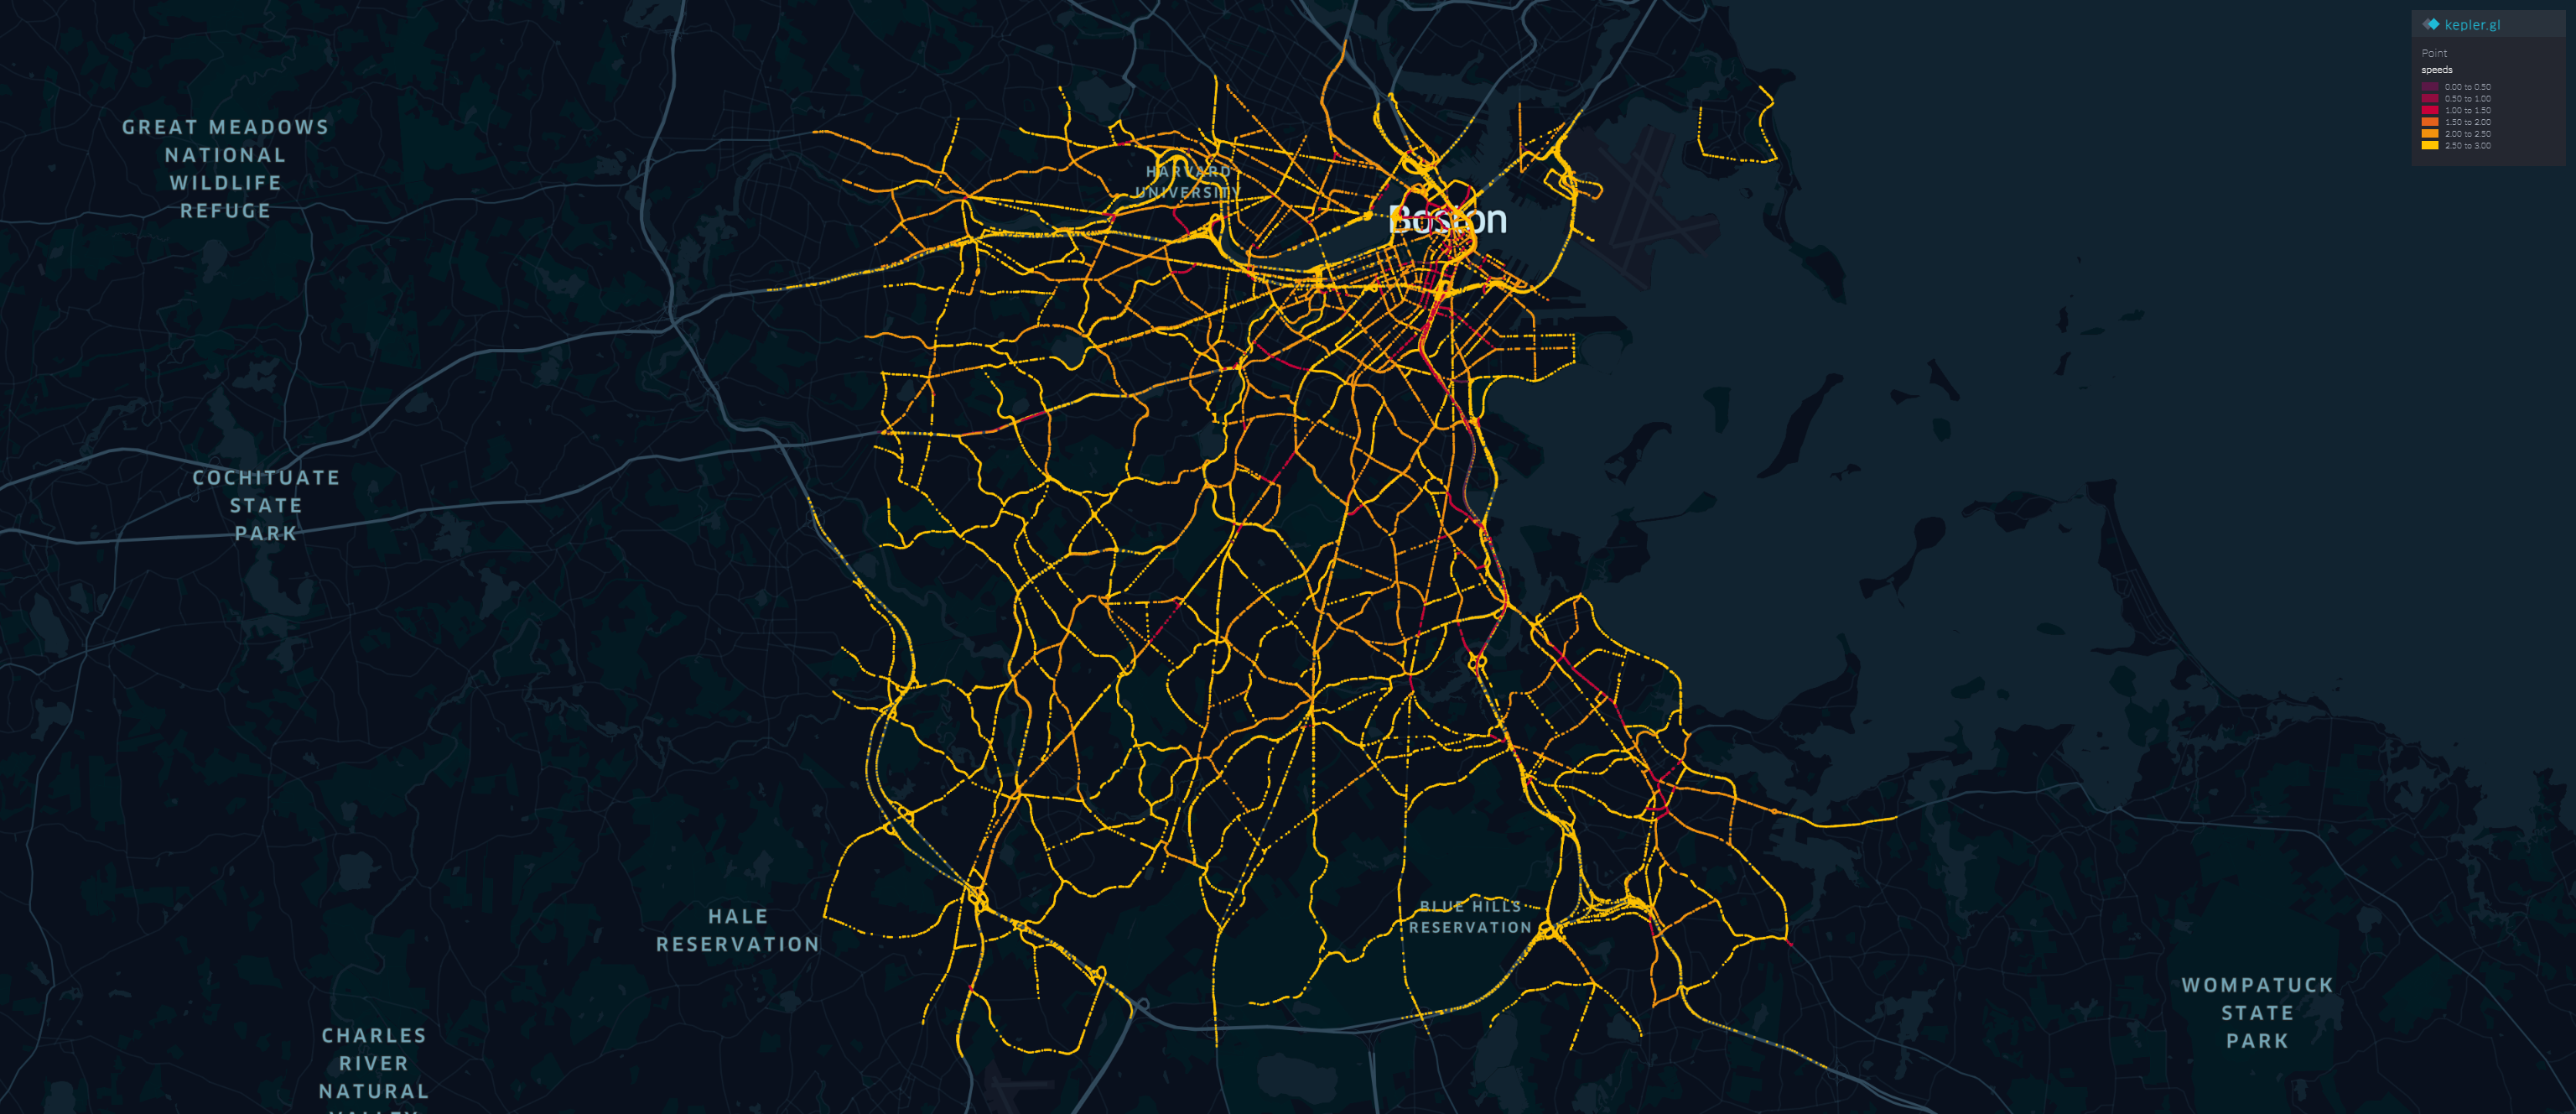 kepler.gl
Point
speeds
0.00 to 0.50
0.50 to 1.00
1.00 to 1.50
1.50 to 2.00
2.00 to 2.50
2.50 to 3.00
GREAT MEADOWS
NATIONAL
WILDLIFE
REFUGE
HARVARD
UNIVERSITY
Boston
COCHITUATE
STATE
PARK
HALE
RESERVATION
BLUE HILLS
RESERVATION
WOMPATUCK
STATE
PARK
CHARLES
RIVER
NATURAL
VALLEY